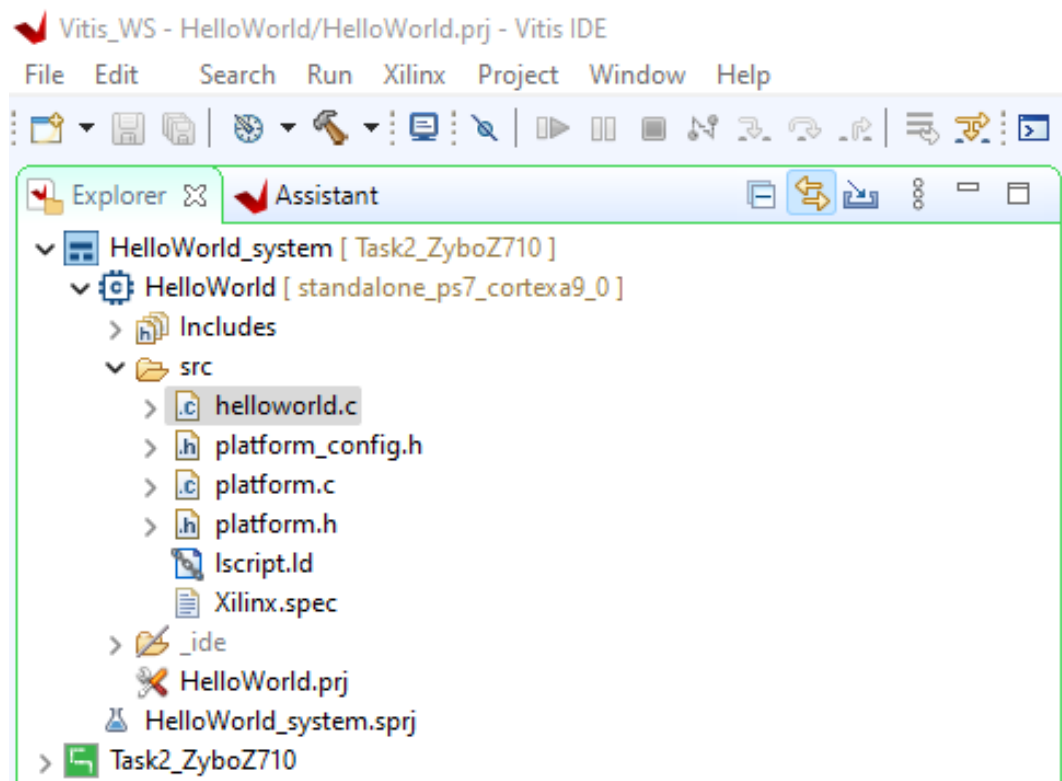 Vitis_WS - HelloWorld/HelloWorld.prj - Vitis IDE
File Edit Search Run Xilinx Project Window Help
Explorer Assistant
HelloWorld_system [ Task2_ZyboZ710 ]
HelloWorld [ standalone_ps7_cortexa9_0 ]
Includes
src
helloworld.c
platform_config.h
platform.c
platform.h
lscript.ld
Xilinx.spec
_ide
HelloWorld.prj
HelloWorld_system.sprj
Task2_ZyboZ710